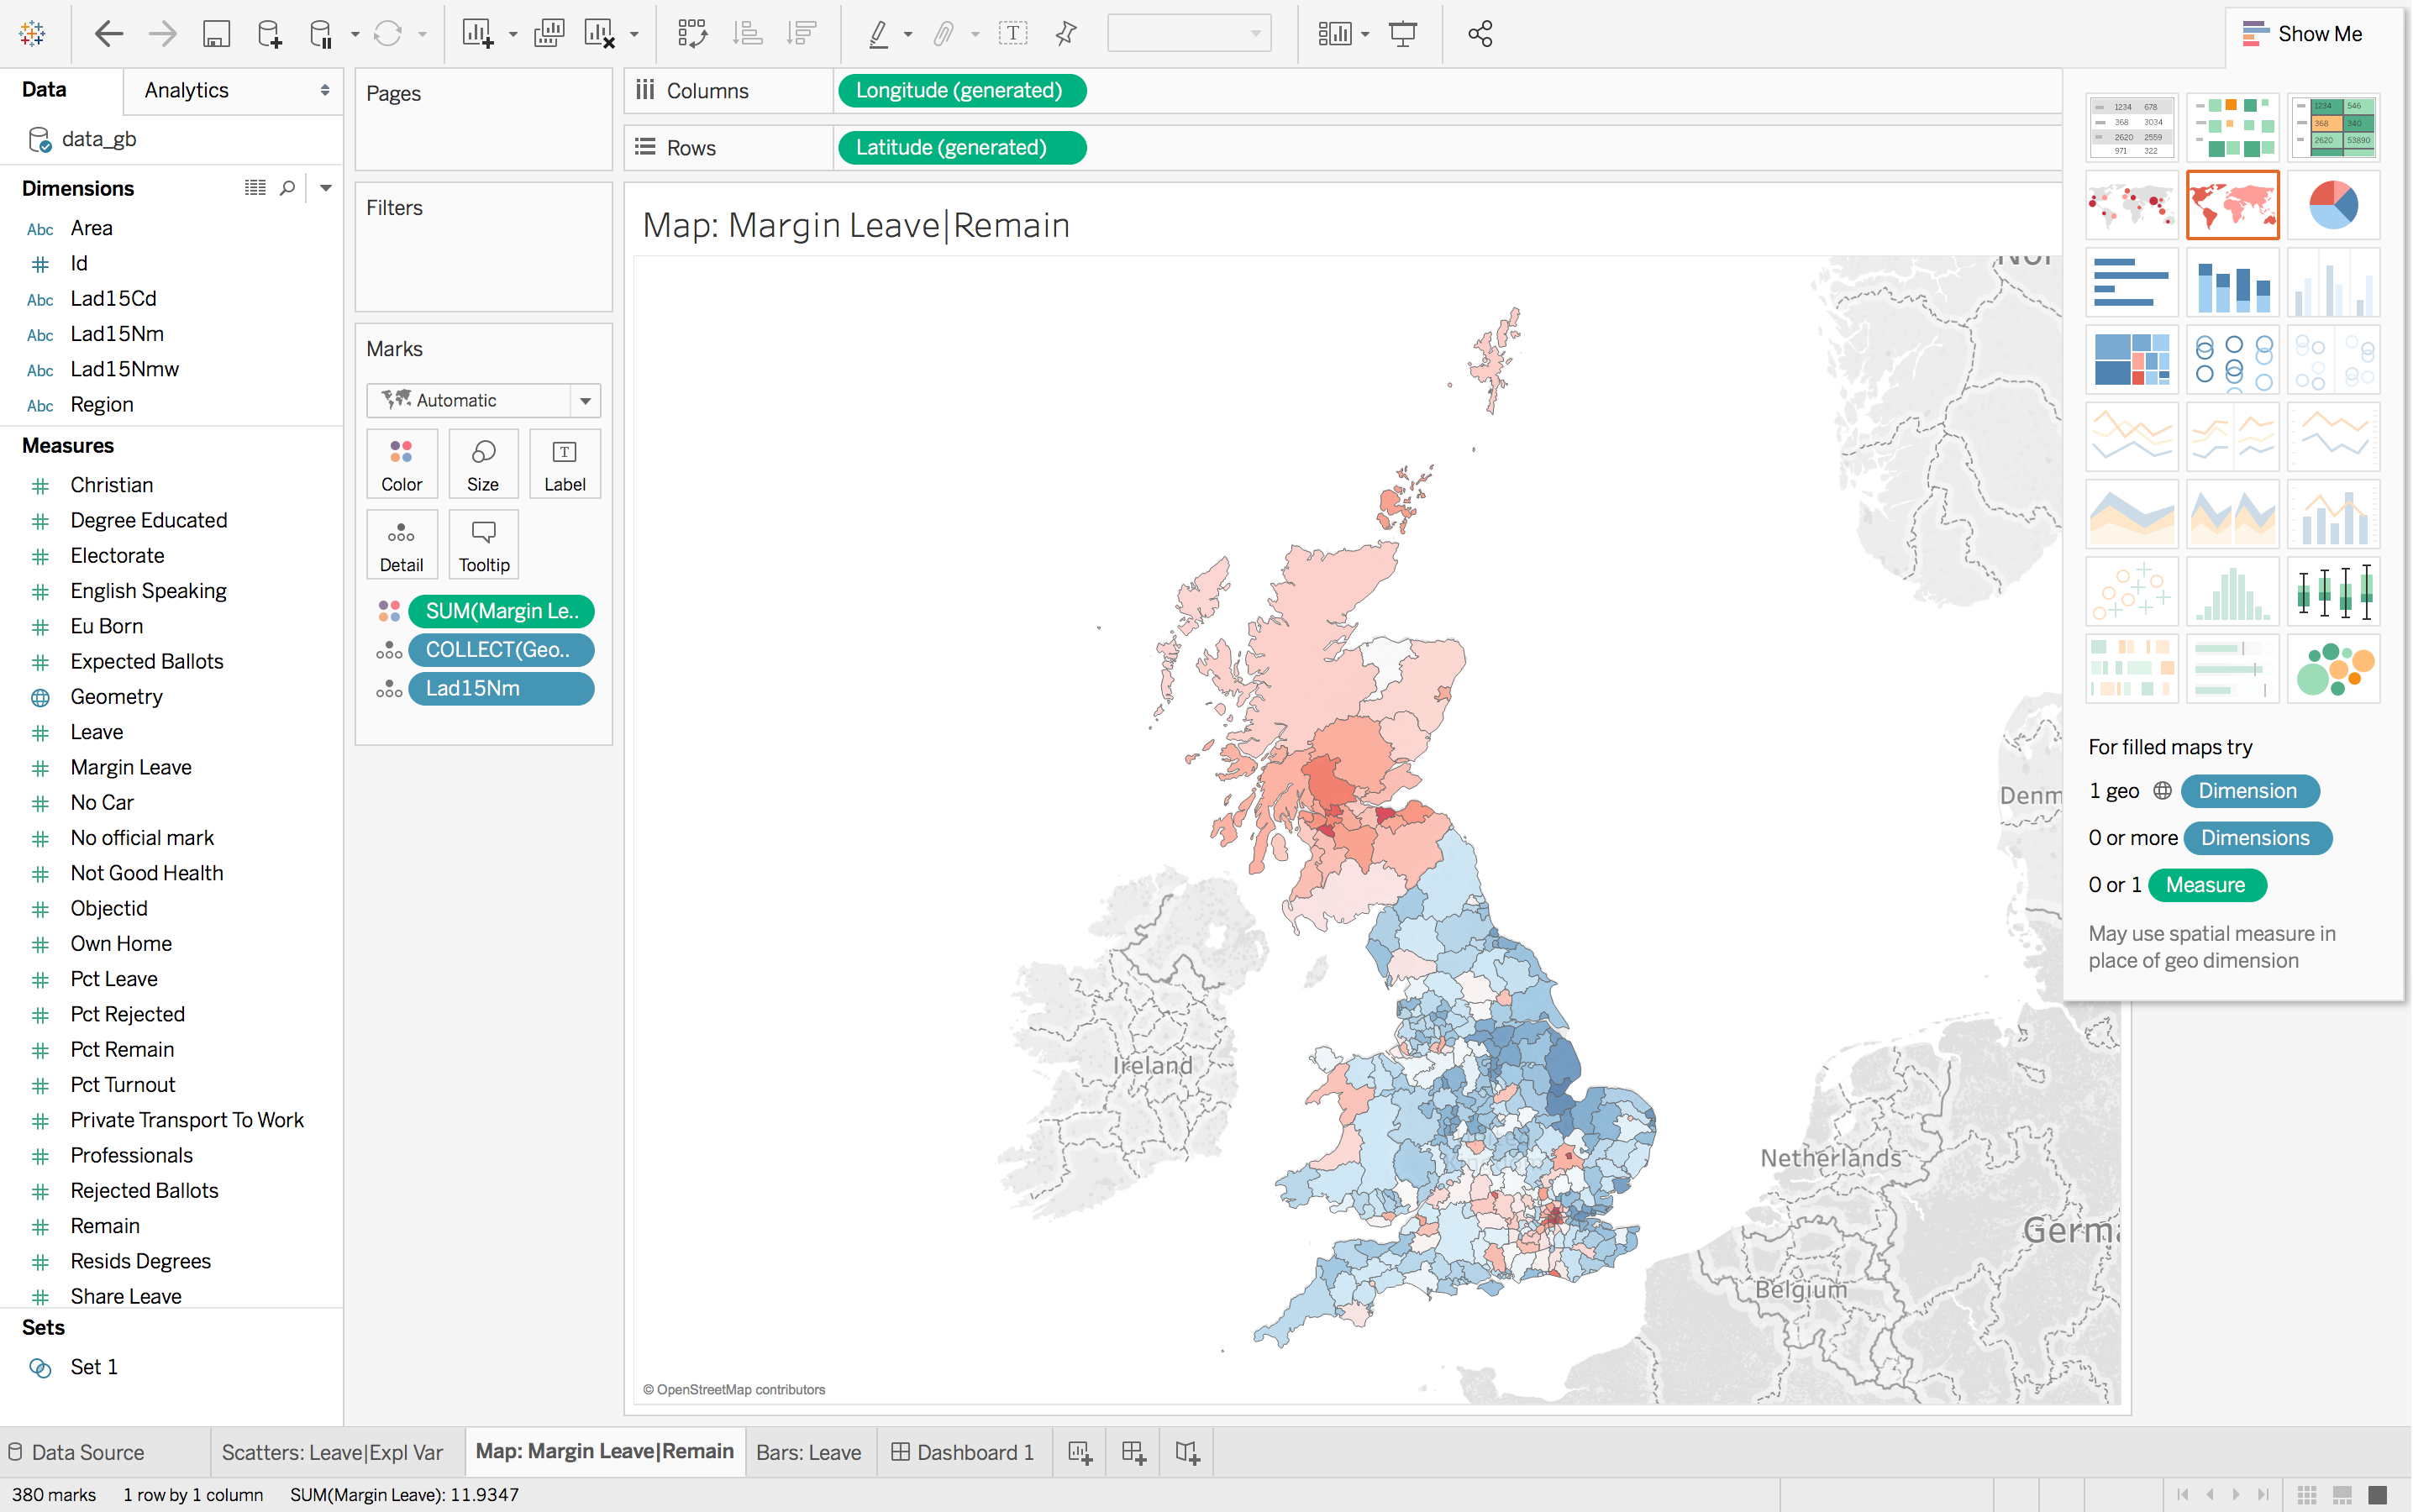 Show Me
Data
Analytics
data_gb
Dimensions
Abc Area
Id
Abc Lad15Cd
Abc Lad15Nm
Abc Lad15Nmw
Abc Region
Measures
Christian
Degree Educated
Electorate
English Speaking
Eu Born
Expected Ballots
Geometry
Leave
Margin Leave
No Car
No official mark
Not Good Health
Objectid
Own Home
Pct Leave
Pct Rejected
Pct Remain
Pct Turnout
Private Transport To Work
Professionals
Rejected Ballots
Remain
Resids Degrees
Share Leave
Sets
Set 1
Pages
Filters
Marks
Automatic
Color
Size
T
Label
Detail
Tooltip
SUM(Margin Le..
COLLECT(Geo..
Lad15Nm
Columns
Longitude (generated)
Rows
Latitude (generated)
Map: Margin Leave|Remain
Nor
Denm
Ireland
Netherlands
Germa
Belgium
© OpenStreetMap contributors
1234 678
368 3034
2620 2559
971 322
1234 546
368 340
2620 53890
For filled maps try
1 geo Dimension
0 or more Dimensions
0 or 1 Measure
May use spatial measure in
place of geo dimension
Data Source
Scatters: Leave|Expl Var
Map: Margin Leave|Remain
Bars: Leave
Dashboard 1
380 marks
1 row by 1 column
SUM(Margin Leave): 11.9347